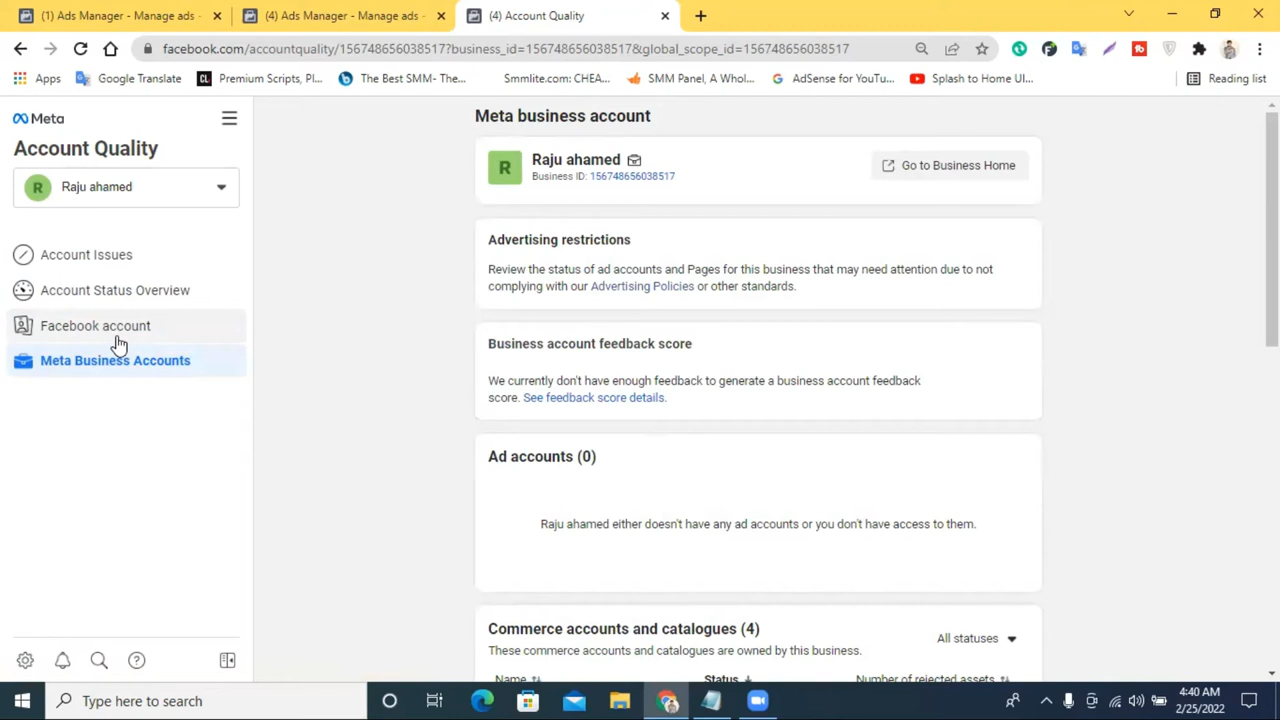 (1) Ads Manager - Manage ads -
(4) Ads Manager - Manage ads -
(4) Account Quality
facebook.com/accountquality/156748656038517?business_id=156748656038517&global_scope_id=156748656038517
Apps
Google Translate
CL
Premium Scripts, Pl...
The Best SMM- The...
Smmlite.com: CHEA...
SMM Panel, A Whol...
AdSense for YouTu...
Splash to Home UI...
Reading list
Meta
Account Quality
R
Raju ahamed
Account Issues
Account Status Overview
Facebook account
Meta Business Accounts
Meta business account
R
Raju ahamed
Business ID: 156748656038517
Go to Business Home
Advertising restrictions
Review the status of ad accounts and Pages for this business that may need attention due to not
complying with our Advertising Policies or other standards.
Business account feedback score
We currently don't have enough feedback to generate a business account feedback
score. See feedback score details.
Ad accounts (0)
Raju ahamed either doesn't have any ad accounts or you don't have access to them.
Commerce accounts and catalogues (4)
All statuses
These commerce accounts and catalogues are owned by this business.
Name
Status
Number of rejected assets
Type here to search
4:40 AM
2/25/2022